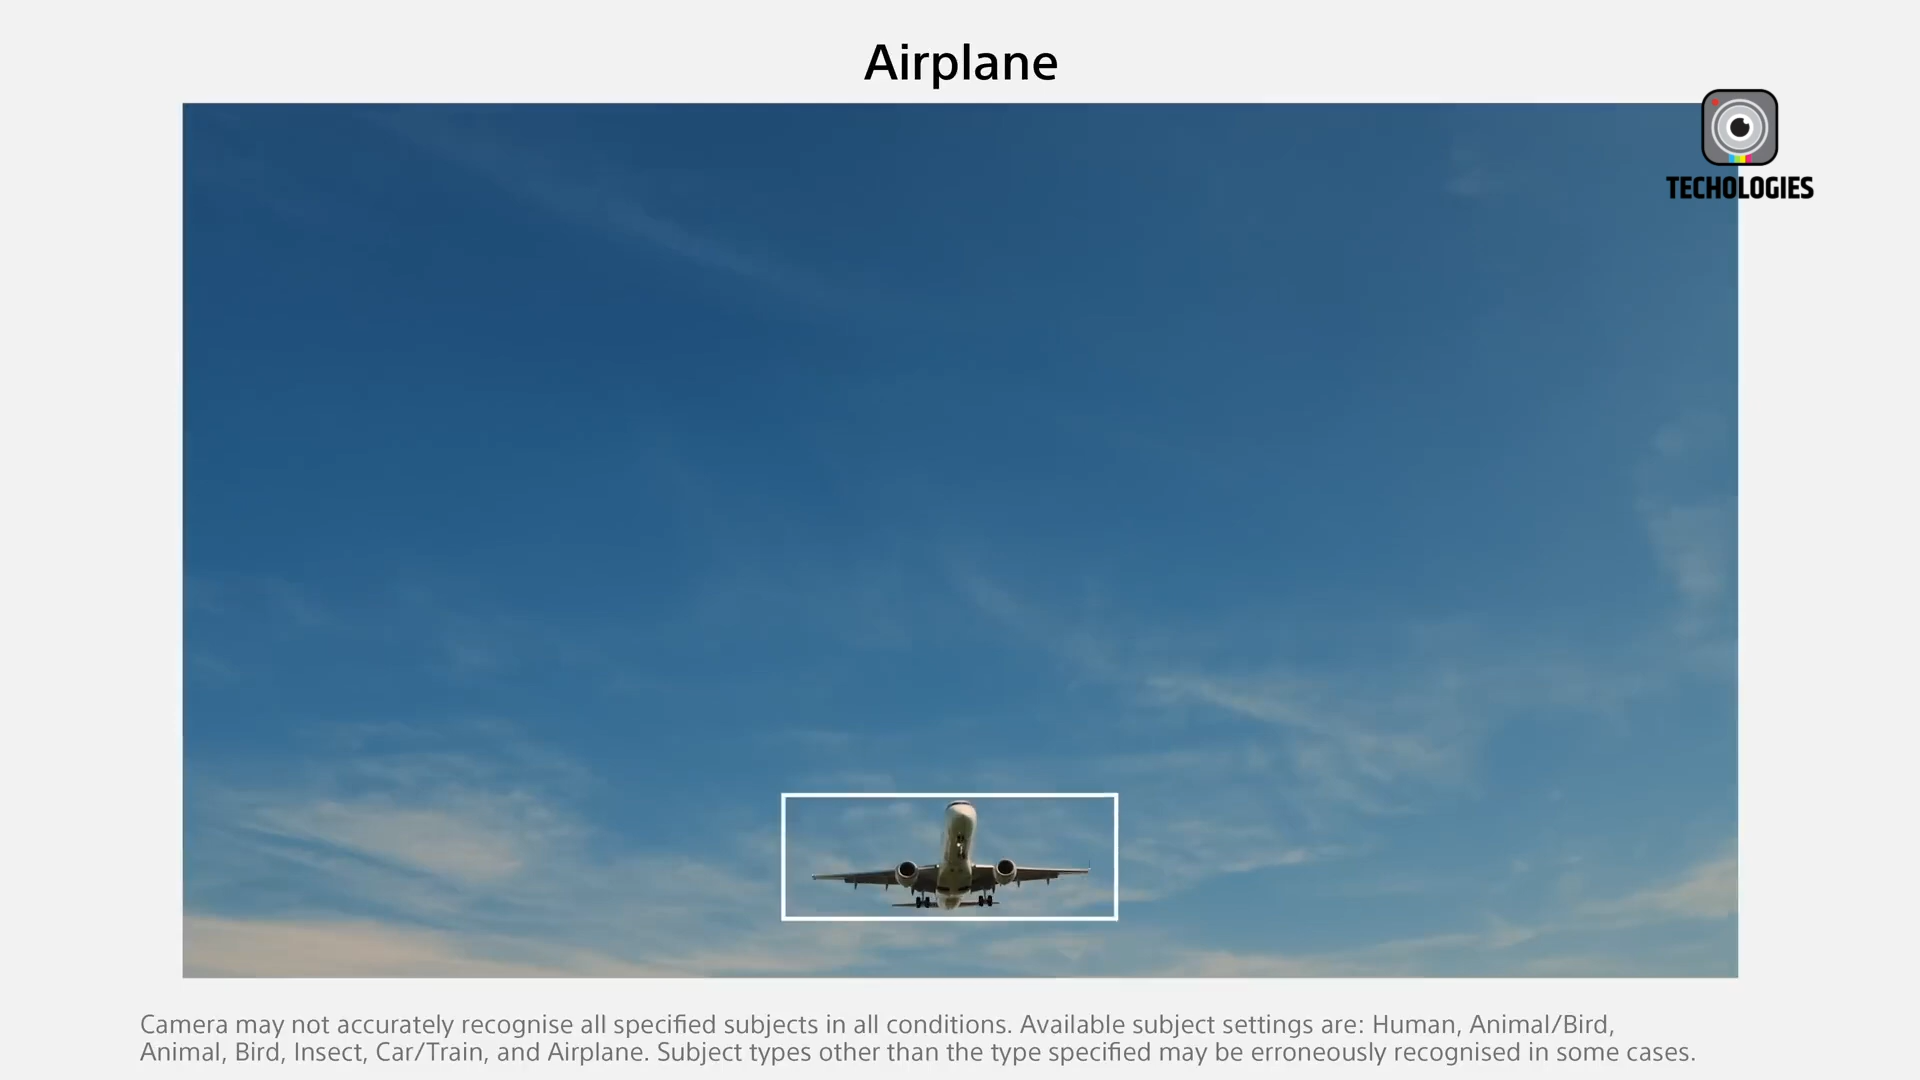 Airplane
TECHOLOGIES
Camera may not accurately recognise all specified subjects in all conditions. Available subject settings are: Human, Animal/Bird,
Animal, Bird, Insect, Car/Train, and Airplane. Subject types other than the type specified may be erroneously recognised in some cases.